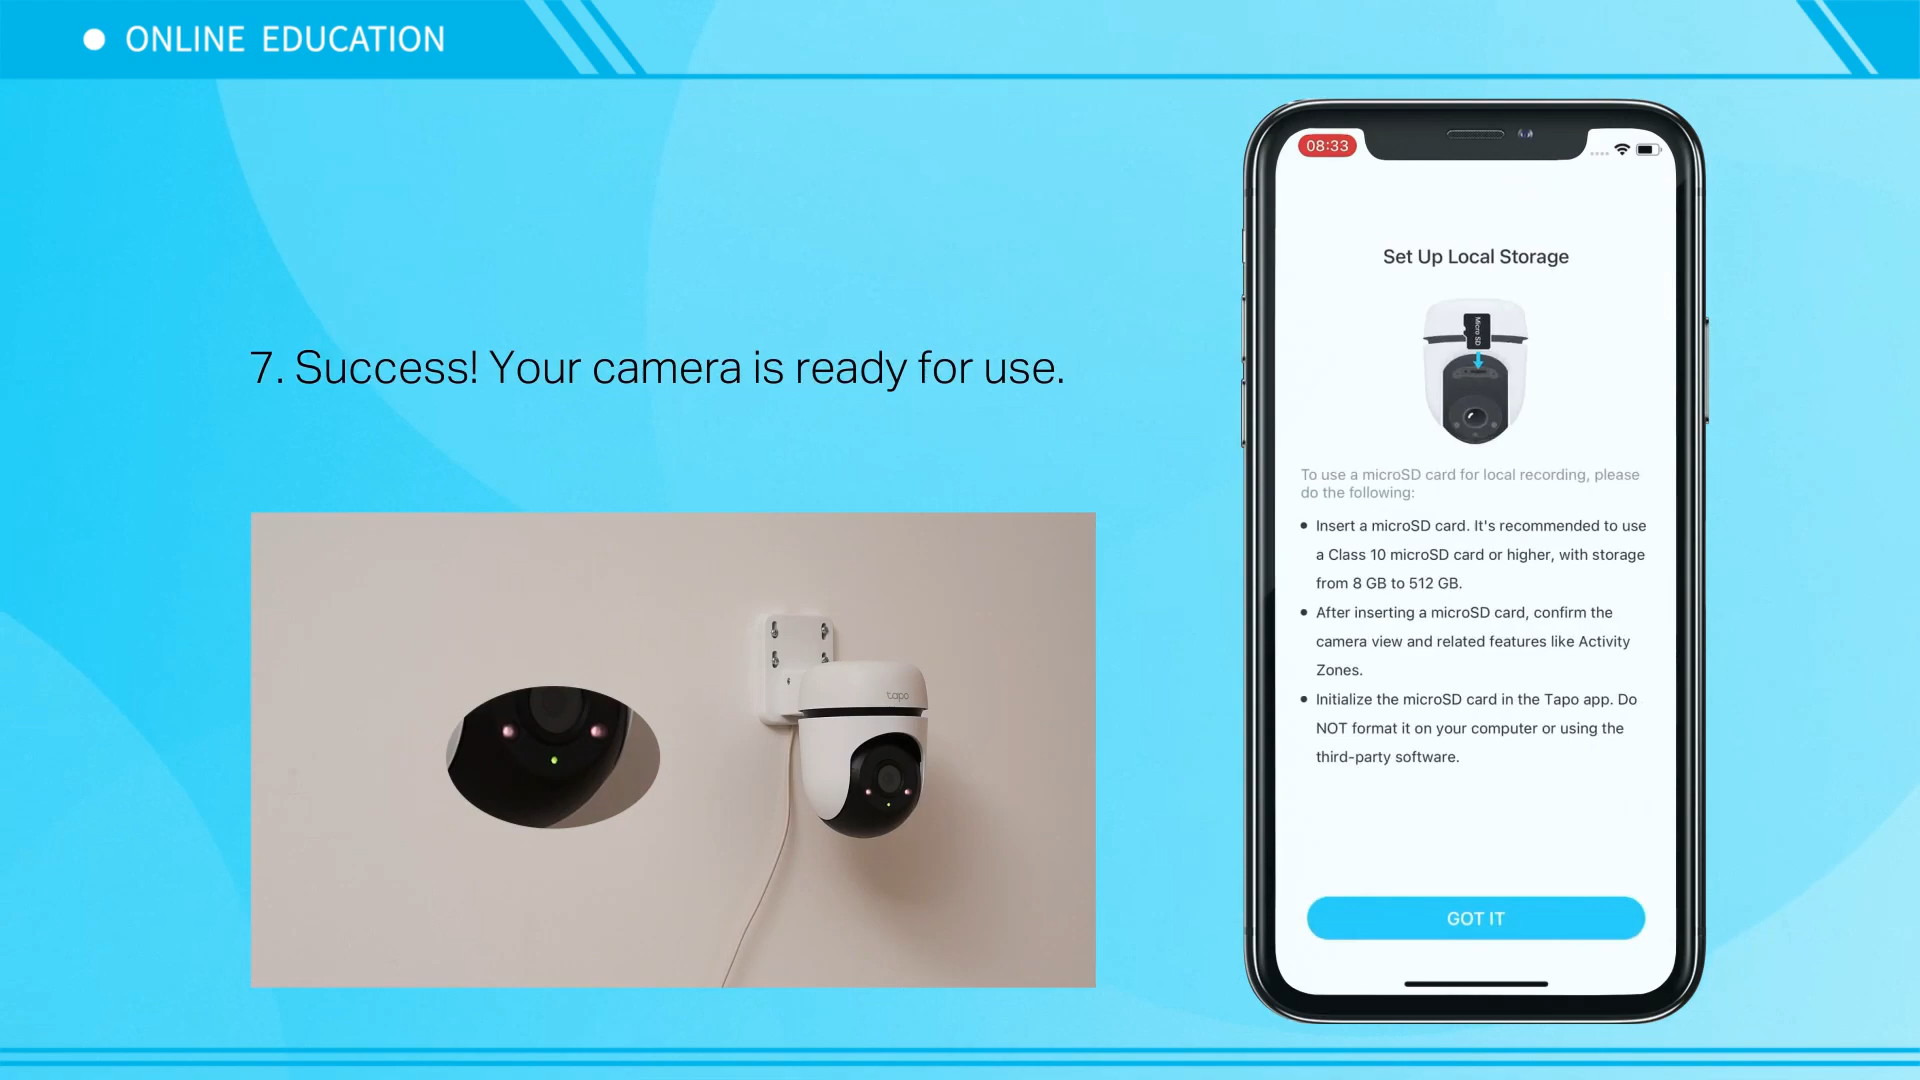 ONLINE EDUCATION
7. Success! Your camera is ready for use.
tapo
08:33
Set Up Local Storage
Micro SD
To use a microSD card for local recording, please
do the following:
• Insert a microSD card. It's recommended to use
a Class 10 microSD card or higher, with storage
from 8 GB to 512 GB.
• After inserting a microSD card, confirm the
camera view and related features like Activity
Zones.
• Initialize the microSD card in the Tapo app. Do
NOT format it on your computer or using the
third-party software.
GOT IT